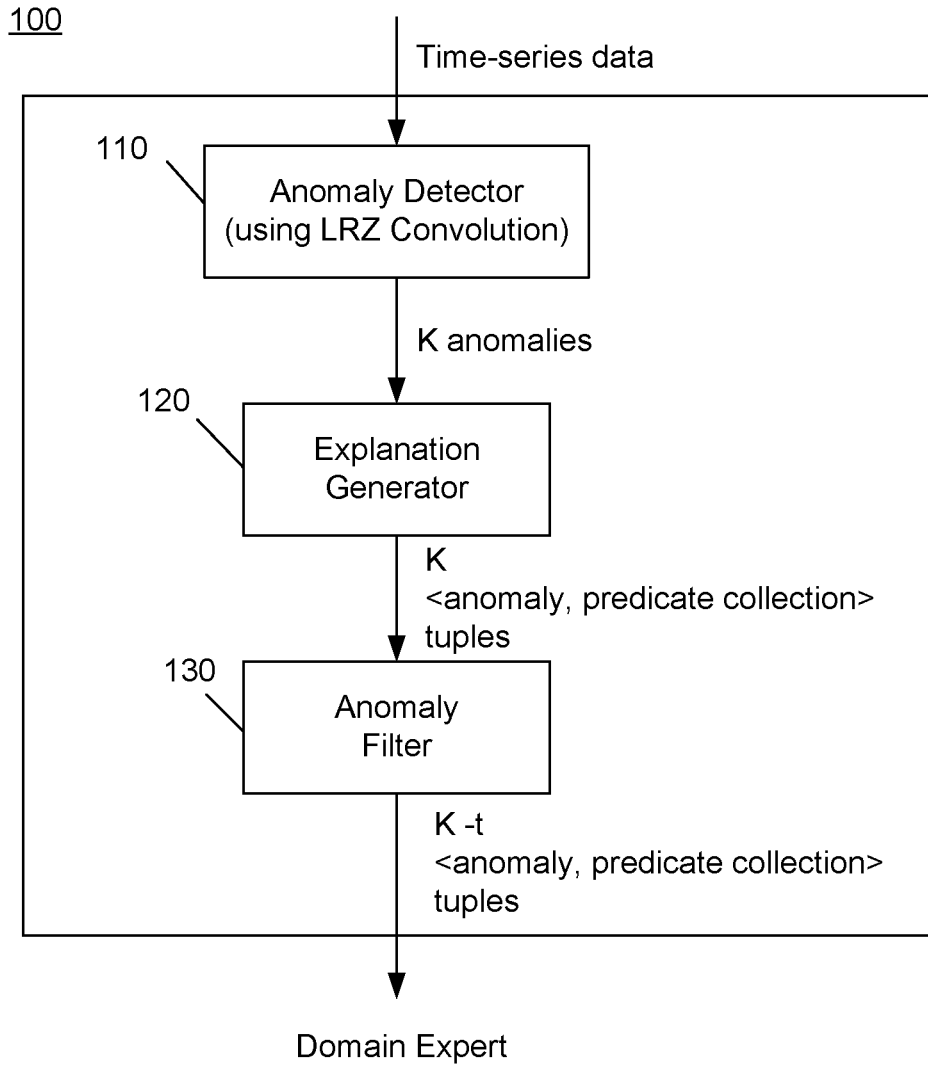 100
Time-series data
110
Anomaly Detector
(using LRZ Convolution)
K anomalies
120
Explanation
Generator
K
<anomaly, predicate collection>
tuples
130
Anomaly
Filter
K -t
<anomaly, predicate collection>
tuples
Domain Expert